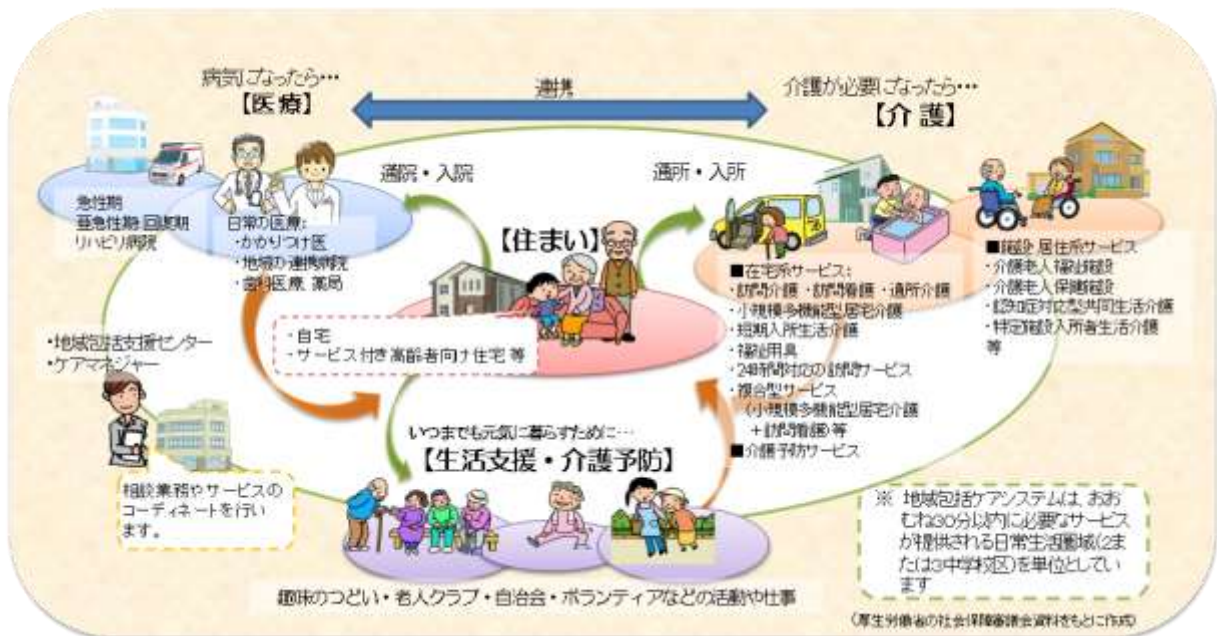 病気になったら…
【医療】
連携
介護が必要になったら…
【介護】
通院・入院
通所・入所
急性期
亜急性期・回復期
リハビリ病院
日常の医療:
・かかりつけ医
・地域の連携病院
・歯科医療、薬局
【住まい】
・自宅
・サービス付き高齢者向け住宅 等
■在宅系サービス:
・訪問介護・訪問看護・通所介護
・小規模多機能型居宅介護
・短期入所生活介護
・福祉用具
・24時間対応の訪問サービス
・複合型サービス
(小規模多機能型居宅介護
+訪問看護)等
■介護予防サービス
■施設・居住系サービス
・介護老人福祉施設
・介護老人保健施設
・認知症対応型共同生活介護
・特定施設入所者生活介護
等
・地域包括支援センター
・ケアマネジャー
相談業務やサービスの
コーディネートを行い
ます。
いつまでも元気に暮らすために…
【生活支援・介護予防】
趣味のつどい・老人クラブ・自治会・ボランティアなどの活動や仕事
※ 地域包括ケアシステムは、おお
むね30分以内に必要なサービス
が提供される日常生活圏域(2ま
たは3中学校区)を単位としてい
ます
(厚生労働省の社会保障審議会資料をもとに作成)